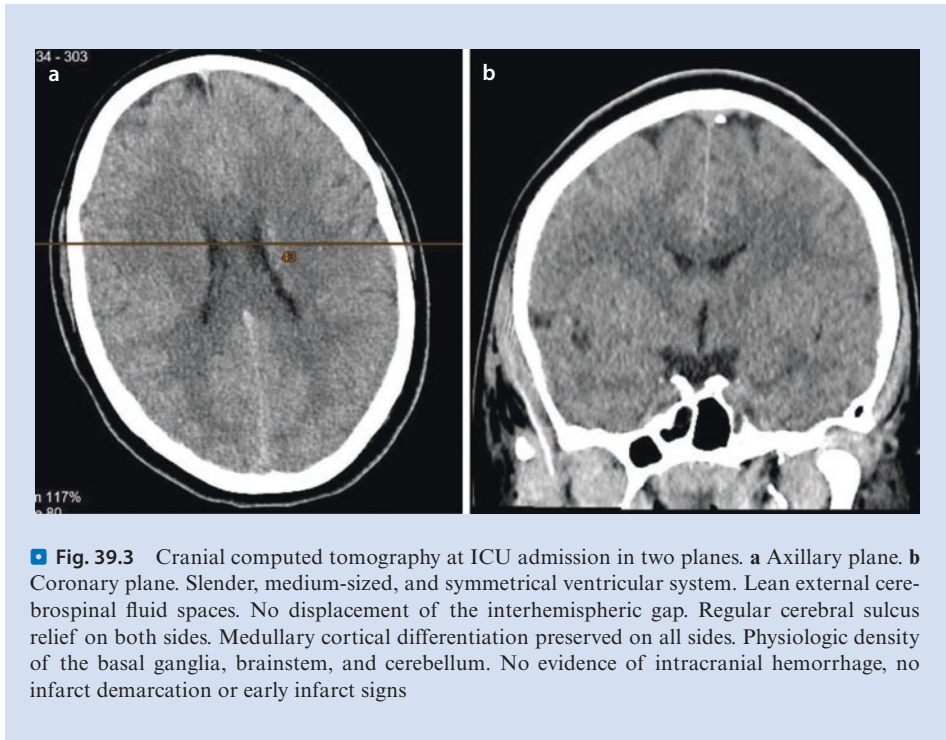 34 - 303
a
b
43
n 117%
Fig. 39.3 Cranial computed tomography at ICU admission in two planes. a Axillary plane. b
Coronary plane. Slender, medium-sized, and symmetrical ventricular system. Lean external cere-
brospinal fluid spaces. No displacement of the interhemispheric gap. Regular cerebral sulcus
relief on both sides. Medullary cortical differentiation preserved on all sides. Physiologic density
of the basal ganglia, brainstem, and cerebellum. No evidence of intracranial hemorrhage, no
infarct demarcation or early infarct signs